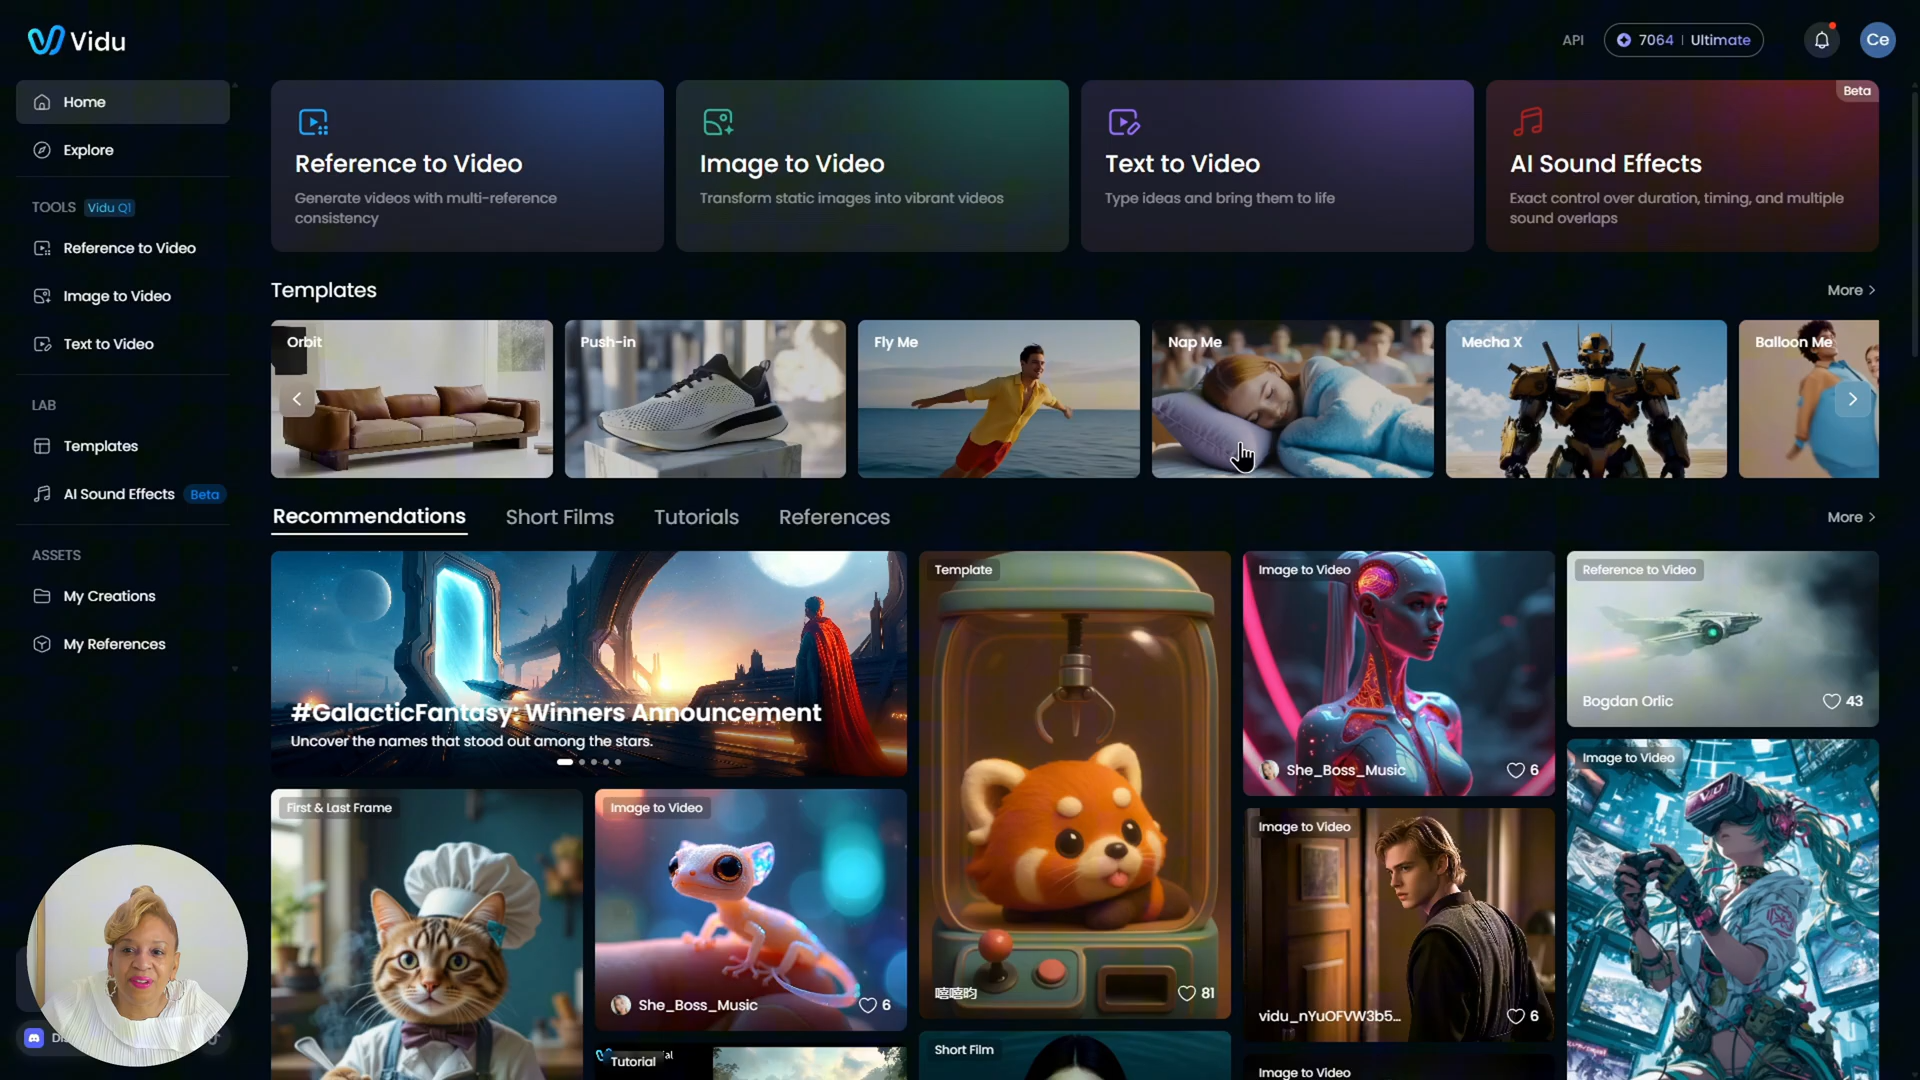 Vidu
API
7064 | Ultimate
Ce
Home
Explore
TOOLS Vidu Q1
Reference to Video
Image to Video
Text to Video
LAB
Templates
AI Sound Effects Beta
ASSETS
My Creations
My References
Reference to Video
Generate videos with multi-reference
consistency
Image to Video
Transform static images into vibrant videos
Text to Video
Type ideas and bring them to life
Beta
AI Sound Effects
Exact control over duration, timing, and multiple
sound overlaps
Templates
More >
Orbit
Push-in
Fly Me
Nap Me
Mecha X
Balloon Me
Recommendations
Short Films
Tutorials
References
More >
#GalacticFantasy: Winners Announcement
Uncover the names that stood out among the stars.
Template
嘻嘻昀
81
Image to Video
She_Boss_Music
6
Reference to Video
Bogdan Orlic
43
First & Last Frame
Image to Video
She_Boss_Music
6
Image to Video
vidu_nYuOFVW3b5...
6
Image to Video
Tutorial
Short Film
Image to Video